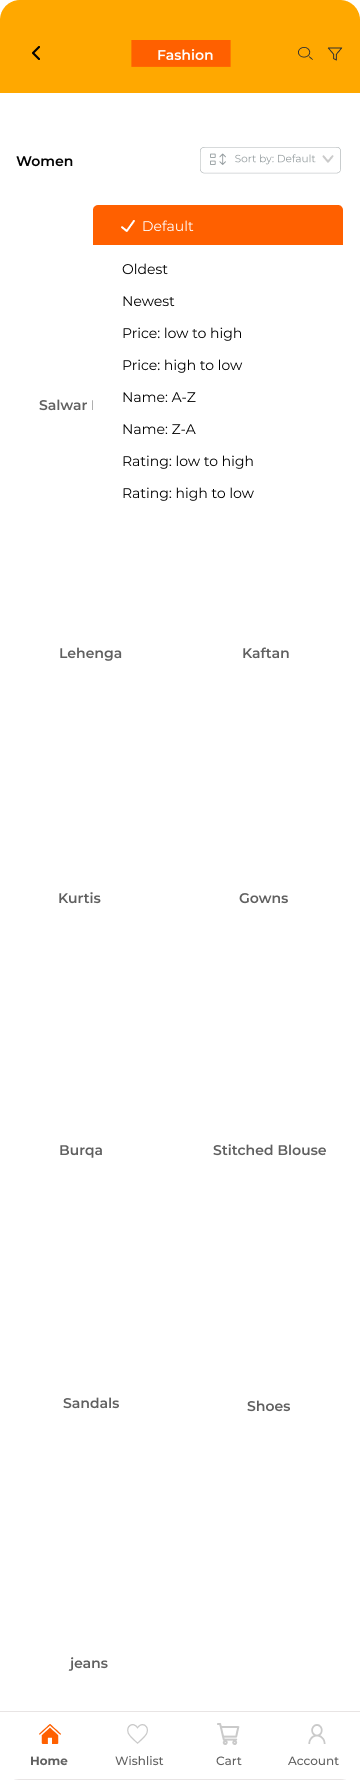 Fashion
Women
Sort by: Default
Default
Oldest
Newest
Price: low to high
Price: high to low
Name: A-Z
Salwar
Name: Z-A
Rating: low to high
Rating: high to low
Lehenga
Kaftan
Kurtis
Gowns
Burqa
Stitched Blouse
Sandals
Shoes
jeans
Home
Wishlist
Cart
Account